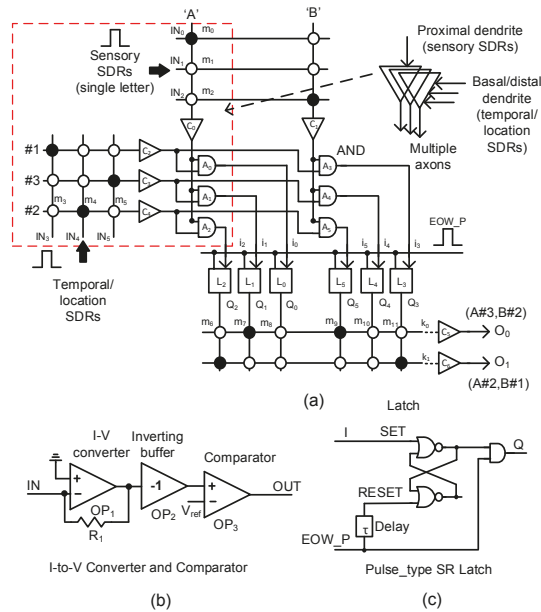 'A'
'B'
IN0
m0
Sensory
SDRs
(single letter)
IN1
m1
IN2
m2
Proximal dendrite
(sensory SDRs)
Basal/distal
dendrite
(temporal/
location
SDRs)
Multiple
axons
C0
C1
AND
#1
C2
A0
A3
#3
m3
m4
m5
C3
A1
A4
#2
C4
A2
A5
IN3
IN4
IN5
Temporal/
location
SDRs
EOW_P
i2
i1
i0
i5
i4
i3
L2
L1
L0
L5
L4
L3
Q2
Q1
Q0
Q5
Q4
Q3
m6
m7
m8
m9
m10
m11
k0
C5
O0
(A#3,B#2)
k1
C6
O1
(A#2,B#1)
(a)
I-V
converter
Inverting
buffer
Comparator
IN
+
-
-1
+
-
OUT
OP1
OP2
Vref
OP3
R1
I-to-V Converter and Comparator
(b)
Latch
I
SET
Q
RESET
τ
Delay
EOW_P
Pulse_type SR Latch
(c)